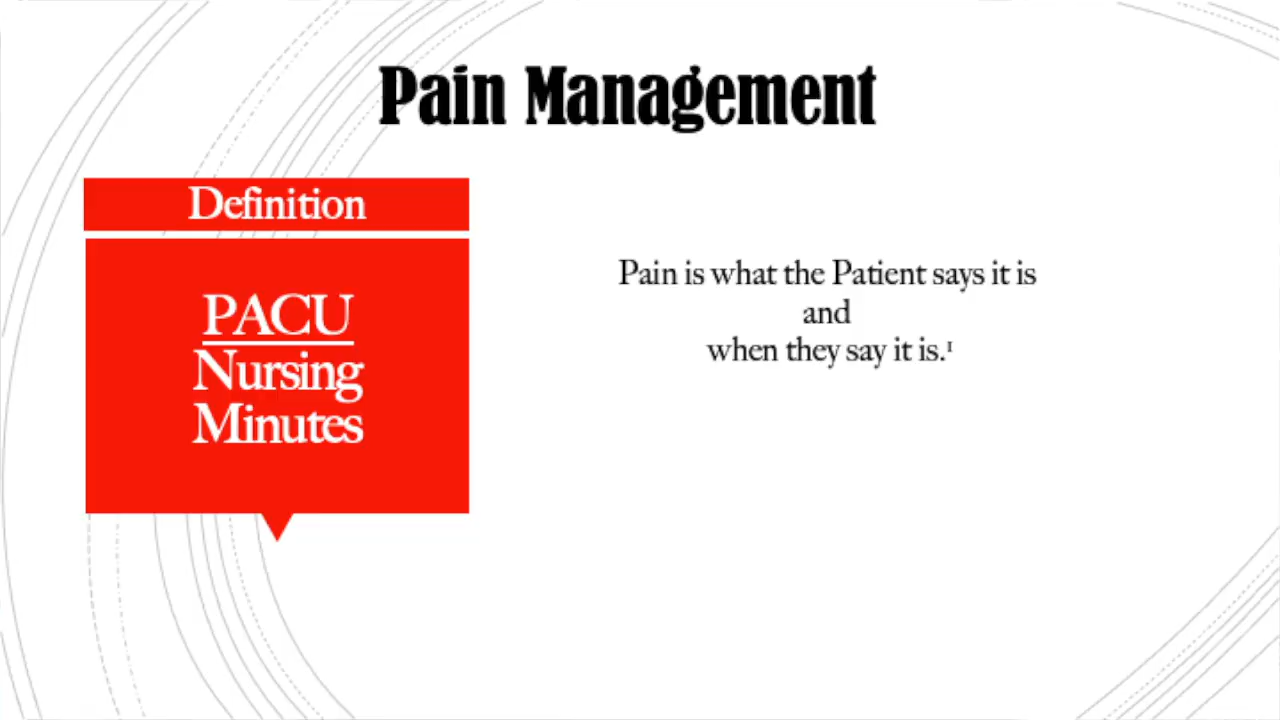 Pain Management
Definition
PACU
Nursing
Minutes
Pain is what the Patient says it is
and
when they say it is.¹